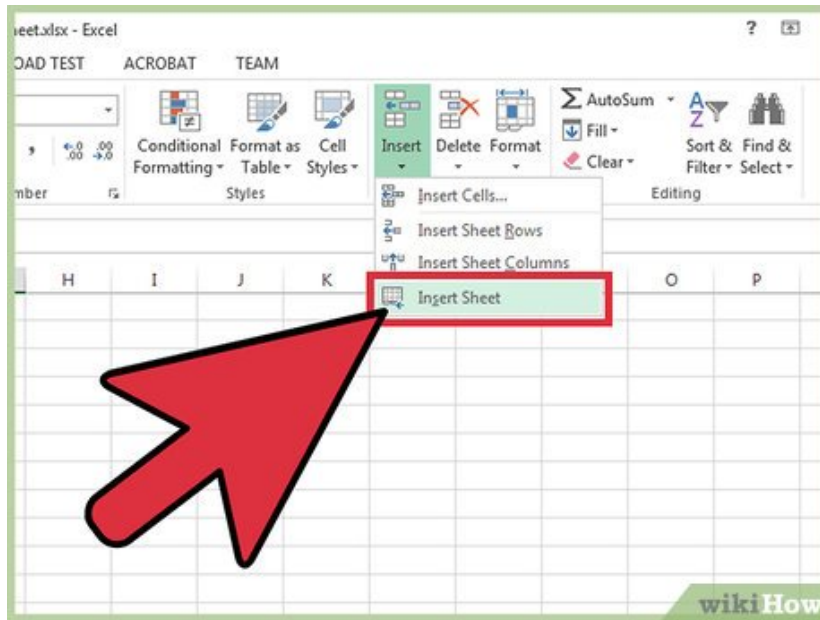 eet.xlsx - Excel
?
OAD TEST ACROBAT TEAM
Conditional Formatting
Format as Table
Cell Styles
Insert
Delete
Format
AutoSum
Fill
Clear
Sort & Filter
Find & Select
mber
Styles
Editing
Insert Cells...
Insert Sheet Rows
Insert Sheet Columns
Insert Sheet
H I J K O P
wikiHow